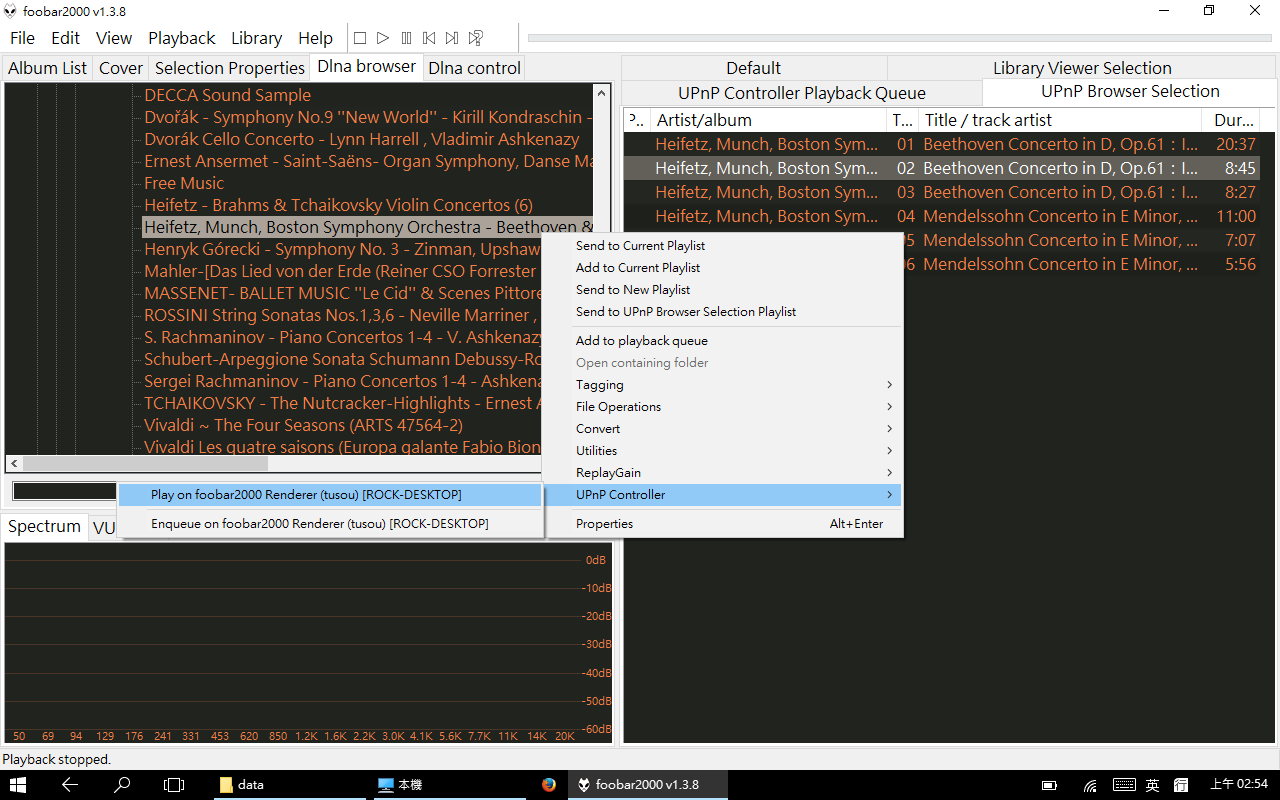 foobar2000 v1.3.8
File Edit View Playback Library Help
Album List Cover Selection Properties Dlna browser Dlna control
DECCA Sound Sample
Dvořák - Symphony No.9 "New World" - Kirill Kondraschin -
Dvorák Cello Concerto - Lynn Harrell , Vladimir Ashkenazy
Ernest Ansermet - Saint-Saëns- Organ Symphony, Danse Ma
Free Music
Heifetz - Brahms & Tchaikovsky Violin Concertos (6)
Heifetz, Munch, Boston Symphony Orchestra - Beethoven &
Henryk Górecki - Symphony No. 3 - Zinman, Upshaw
Mahler-[Das Lied von der Erde (Reiner CSO Forrester
MASSENET- BALLET MUSIC "Le Cid" & Scenes Pittore
ROSSINI String Sonatas Nos.1,3,6 - Neville Marriner ,
S. Rachmaninov - Piano Concertos 1-4 - V. Ashkenazy
Schubert-Arpeggione Sonata Schumann Debussy-Ro
Sergei Rachmaninov - Piano Concertos 1-4 - Ashkena
TCHAIKOVSKY - The Nutcracker-Highlights - Ernest A
Vivaldi ~ The Four Seasons (ARTS 47564-2)
Vivaldi Les quatre saisons (Europa galante Fabio Bion
Default Library Viewer Selection
UPnP Controller Playback Queue UPnP Browser Selection
P.. Artist/album T... Title / track artist Dur...
Heifetz, Munch, Boston Sym... 01 Beethoven Concerto in D, Op.61 : I... 20:37
Heifetz, Munch, Boston Sym... 02 Beethoven Concerto in D, Op.61 : I... 8:45
Heifetz, Munch, Boston Sym... 03 Beethoven Concerto in D, Op.61 : I... 8:27
Heifetz, Munch, Boston Sym... 04 Mendelssohn Concerto in E Minor, ... 11:00
05 Mendelssohn Concerto in E Minor, ... 7:07
06 Mendelssohn Concerto in E Minor, ... 5:56
Send to Current Playlist
Add to Current Playlist
Send to New Playlist
Send to UPnP Browser Selection Playlist
Add to playback queue
Open containing folder
Tagging
File Operations
Convert
Utilities
ReplayGain
UPnP Controller
Properties Alt+Enter
Play on foobar2000 Renderer (tusou) [ROCK-DESKTOP]
Enqueue on foobar2000 Renderer (tusou) [ROCK-DESKTOP]
Spectrum VU
0dB
-10dB
-20dB
-30dB
-40dB
-50dB
-60dB
50 69 94 129 176 241 331 453 620 850 1.2K 1.6K 2.2K 3.0K 4.1K 5.6K 7.7K 11K 14K 20K
Playback stopped.
data 本機 foobar2000 v1.3.8 英 行 上午 02:54